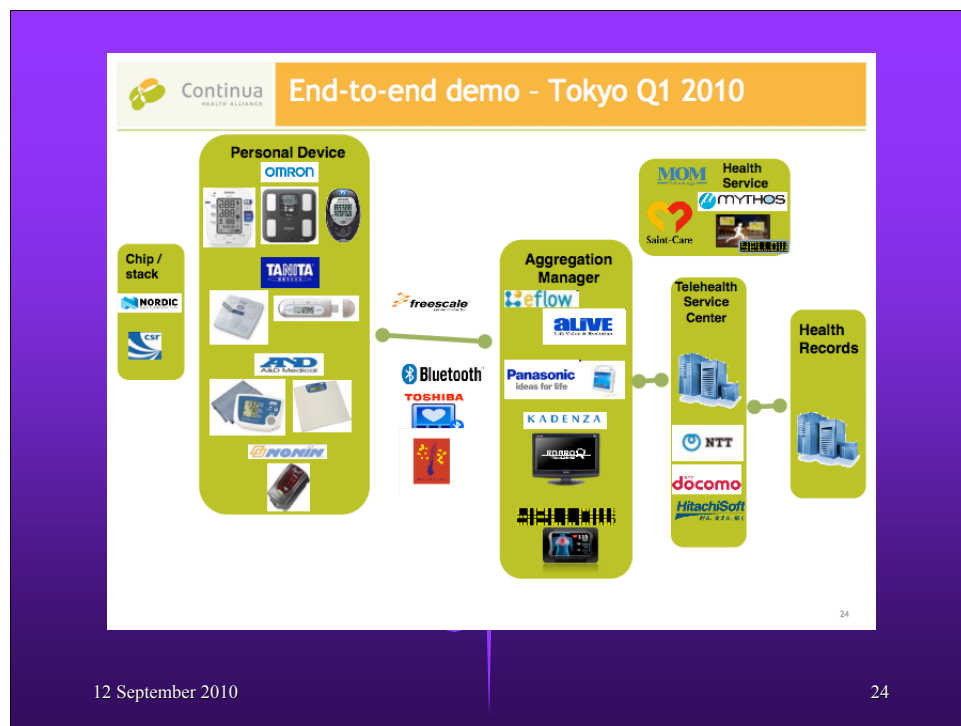 Continua
HEALTH ALLIANCE
End-to-end demo – Tokyo Q1 2010
Personal Device
OMRON
Chip /
stack
NORDIC
CSR
TANITA
AND
A&D Medical
NONIN
freescale
Bluetooth
TOSHIBA
Aggregation
Manager
eflow
aLIVE
Panasonic
ideas for life
KADENZA
MOM
Health
Service
MYTHOS
Saint-Care
Telehealth
Service
Center
NTT
docomo
HitachiSoft
Health
Records
24
12 September 2010
24